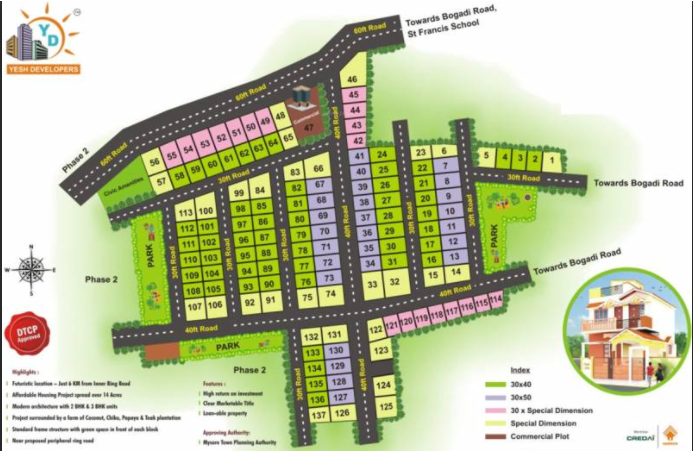 YD
TM
YESH DEVELOPERS
Towards Bogadi Road,
St Francis School
60ft Road
60ft Road
60ft Road
Phase 2
46
45
44
43
42
40ft Road
Commercial
47
56 55 54 53 52 51 50 49 48
57 58 59 60 61 62 63 64 65
Civic Amenities
30ft Road
41 24
40 25
39 26
38 27
37 28
36 29
35 30
34 31
33 32
23 6
22 7
21 8
20 9
19 10
18 11
17 12
16 13
15 14
5 4 3 2 1
30ft Road
Towards Bogadi Road
PARK
83 66
82 67
81 68
80 69
79 70
78 71
77 72
76 73
75 74
99 84
98 85
97 86
96 87
95 88
94 89
93 90
92 91
113 100
112 101
111 102
110 103
109 104
108 105
107 106
30ft Road
30ft Road
30ft Road
40ft Road
30ft Road
30ft Road
PARK
Phase 2
N
W E
S
40ft Road
40ft Road
Towards Bogadi Road
PARK
Phase 2
132 131
133 130
134 129
135 128
136 127
137 126
30ft Road
40ft Road
122 121 120 119 118 117 116 115 114
123
124
125
DTCP
Approved
Highlights :
Futuristic location – Just 6 KM from Inner Ring Road
Affordable Housing Project spread over 14 Acres
Modern architecture with 2 BHK & 3 BHK units
Project surrounded by a farm of Coconut, Chiku, Papaya & Teak plantation
Standard frame structure with green space in front of each block
Near proposed peripheral ring road
Features :
High return on investment
Clear Marketable Title
Loan-able property
Approving Authority:
Mysore Town Planning Authority
Index
30x40
30x50
30 x Special Dimension
Special Dimension
Commercial Plot
CREDAI